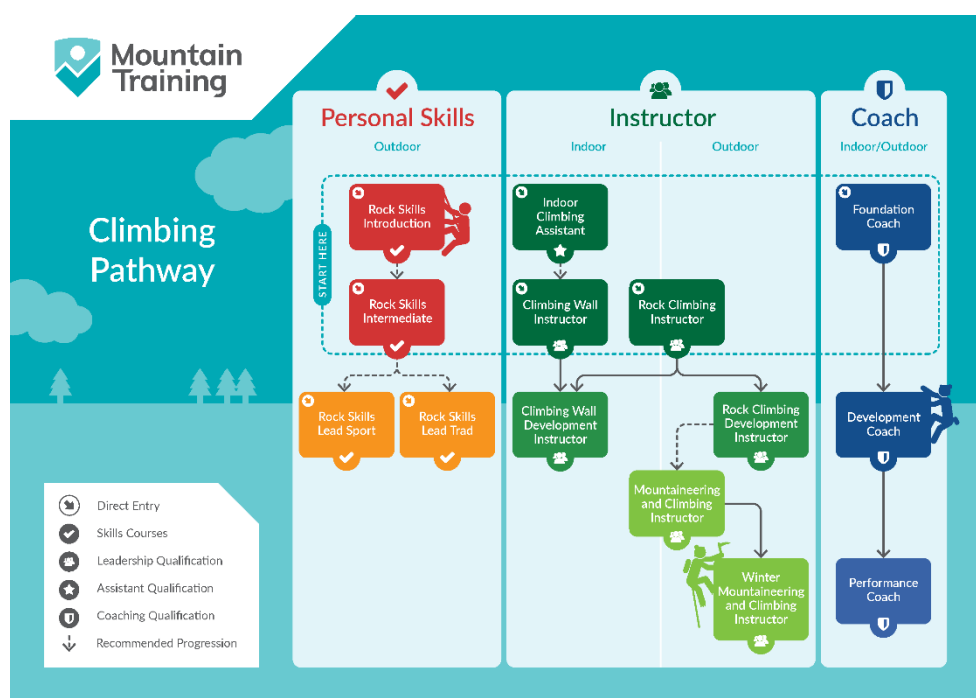 Mountain
Training
Climbing
Pathway
Personal Skills
Outdoor
Instructor
Indoor
Outdoor
Coach
Indoor/Outdoor
START HERE
Rock Skills
Introduction
Indoor
Climbing
Assistant
Foundation
Coach
Rock Skills
Intermediate
Climbing Wall
Instructor
Rock Climbing
Instructor
Rock Skills
Lead Sport
Rock Skills
Lead Trad
Climbing Wall
Development
Instructor
Rock Climbing
Development
Instructor
Development
Coach
Mountaineering
and Climbing
Instructor
Winter
Mountaineering
and Climbing
Instructor
Performance
Coach
Direct Entry
Skills Courses
Leadership Qualification
Assistant Qualification
Coaching Qualification
Recommended Progression